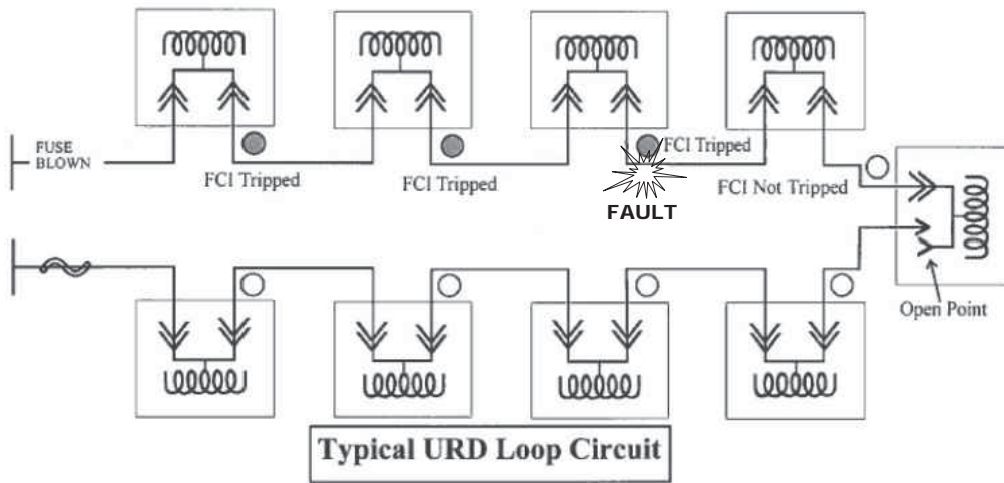 FUSE
BLOWN
FCI Tripped
FCI Tripped
FCI Tripped
FCI Not Tripped
FAULT
Open Point
Typical URD Loop Circuit